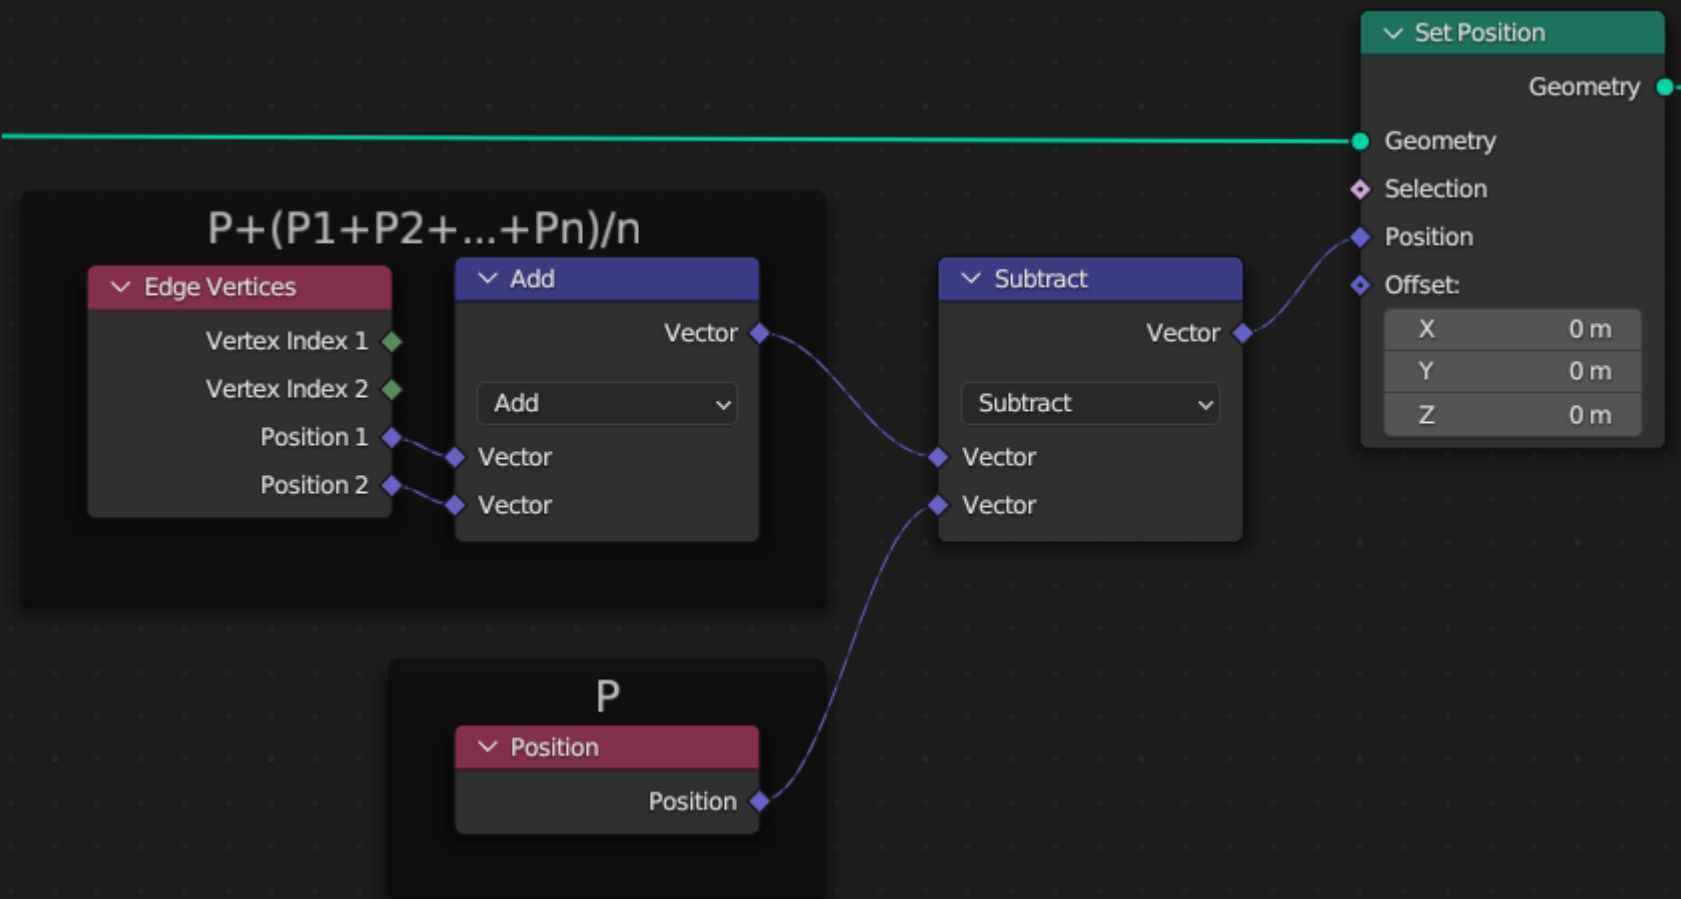 Set Position
Geometry
Geometry
Selection
Position
Offset:
X 0 m
Y 0 m
Z 0 m
P+(P1+P2+...+Pn)/n
Edge Vertices
Vertex Index 1
Vertex Index 2
Position 1
Position 2
Add
Vector
Add
Vector
Vector
Subtract
Vector
Subtract
Vector
Vector
P
Position
Position